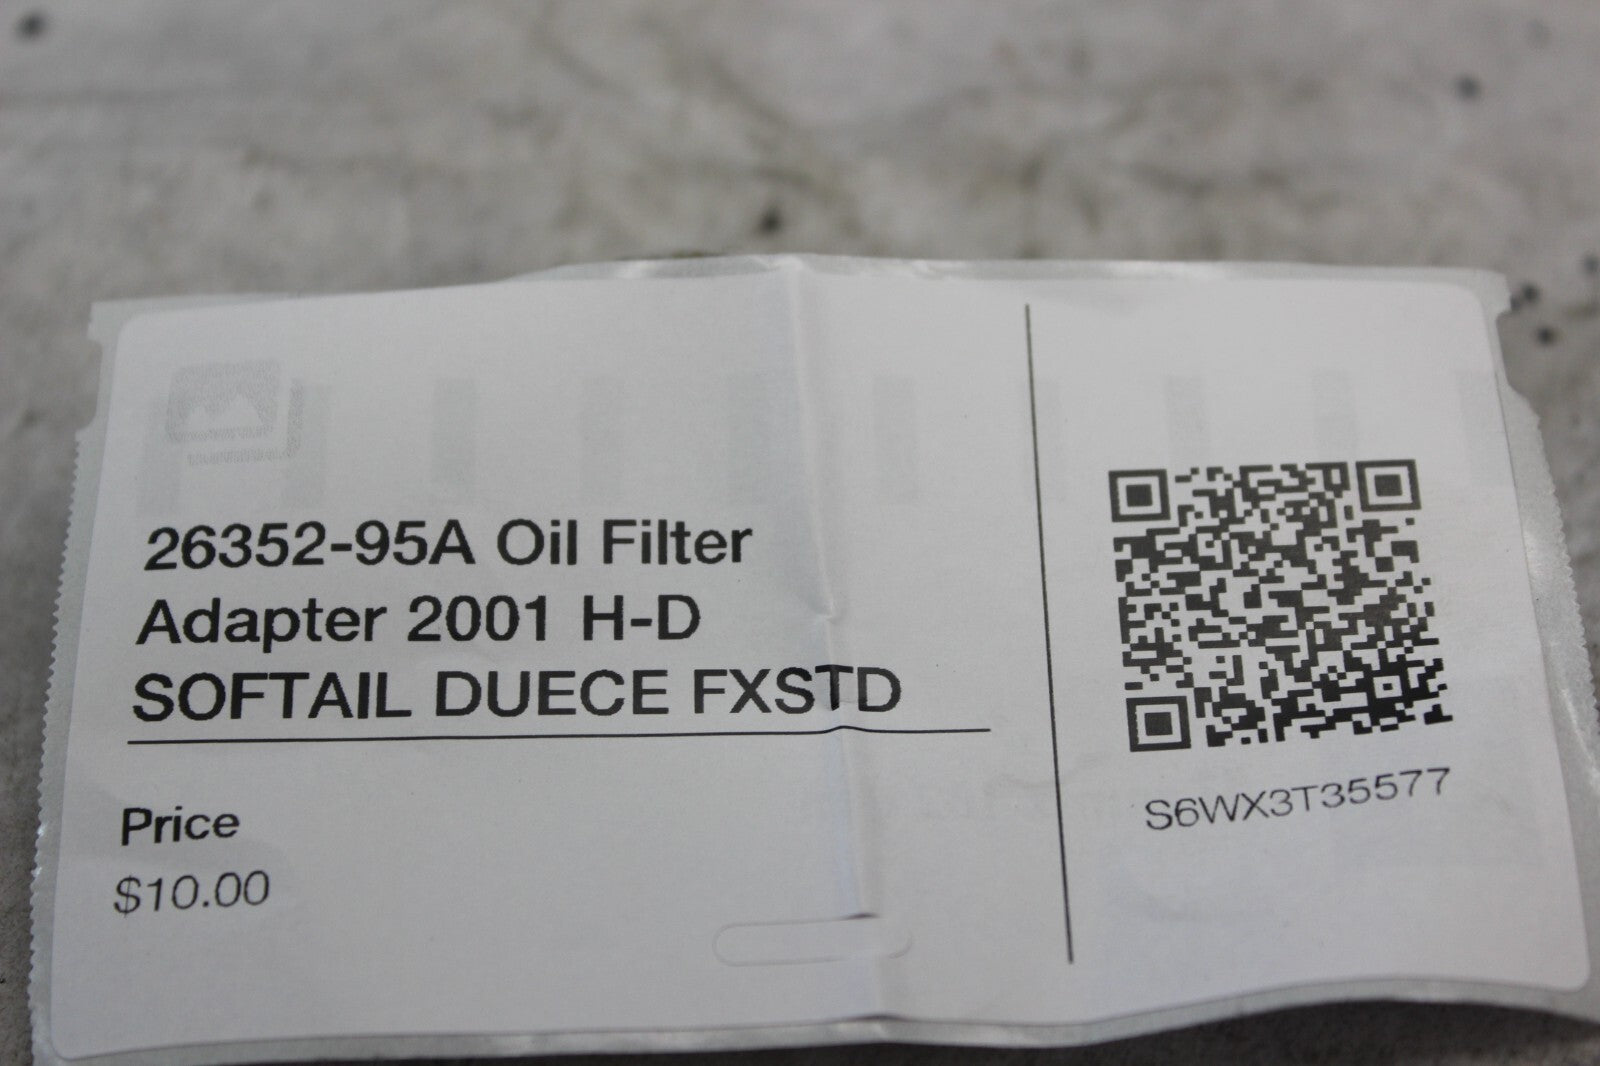 26352-95A Oil Filter
Adapter 2001 H-D
SOFTAIL DUECE FXSTD
Price
$10.00
S6WX3T35577